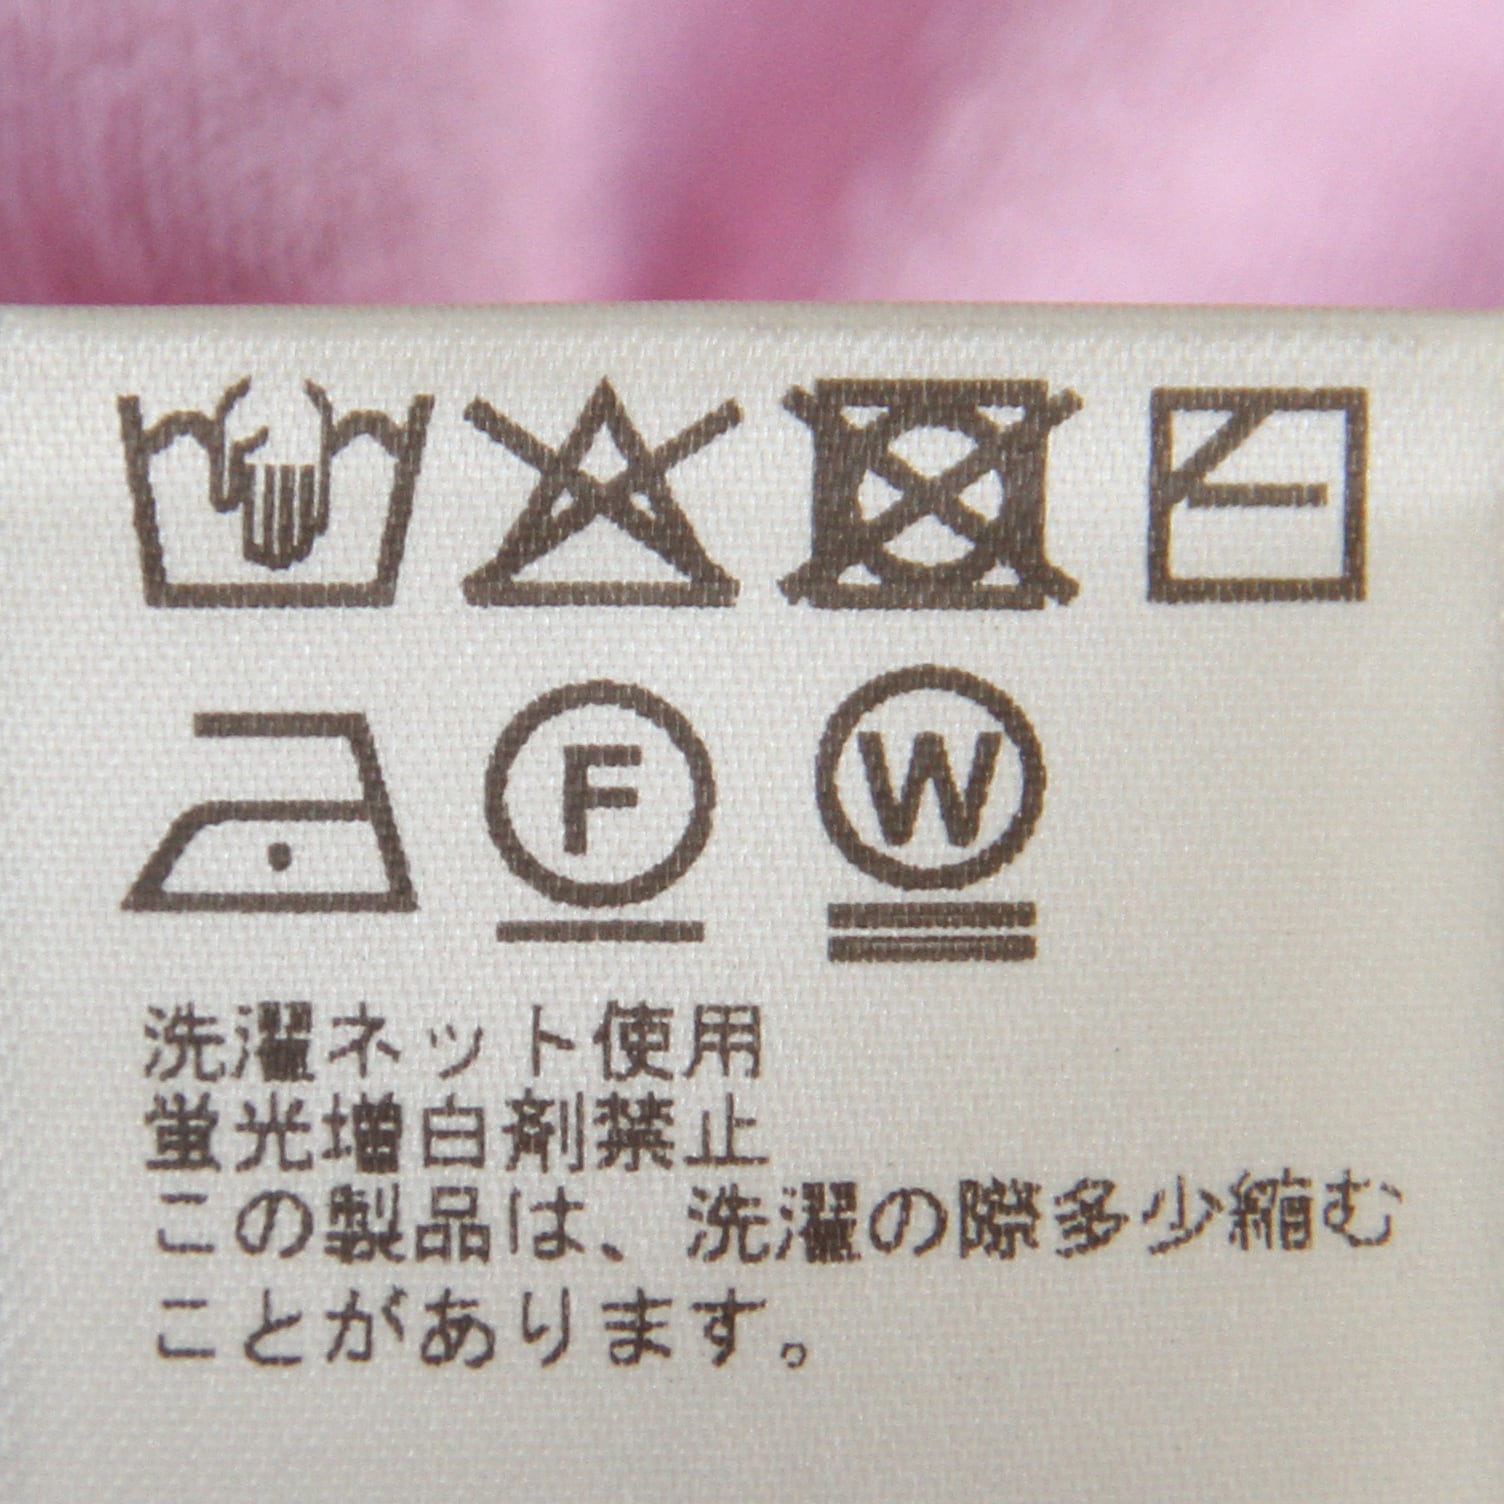 F W
洗濯ネット使用
蛍光増白剤禁止
この製品は、洗濯の際多少縮む
ことがあります。